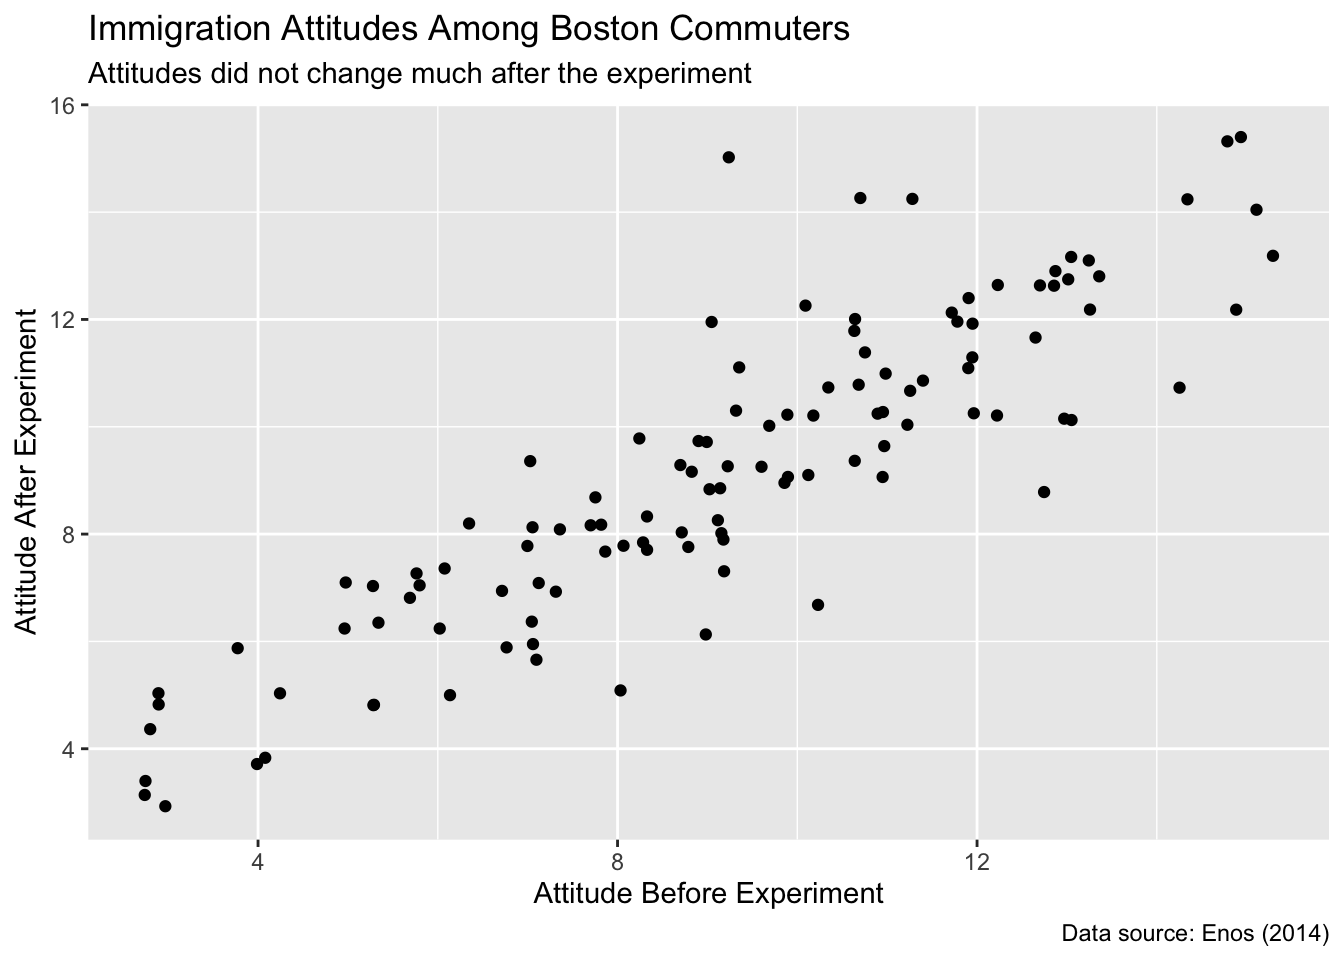 Immigration Attitudes Among Boston Commuters
Attitudes did not change much after the experiment
16
12
8
4
Attitude After Experiment
4
8
12
Attitude Before Experiment
Data source: Enos (2014)